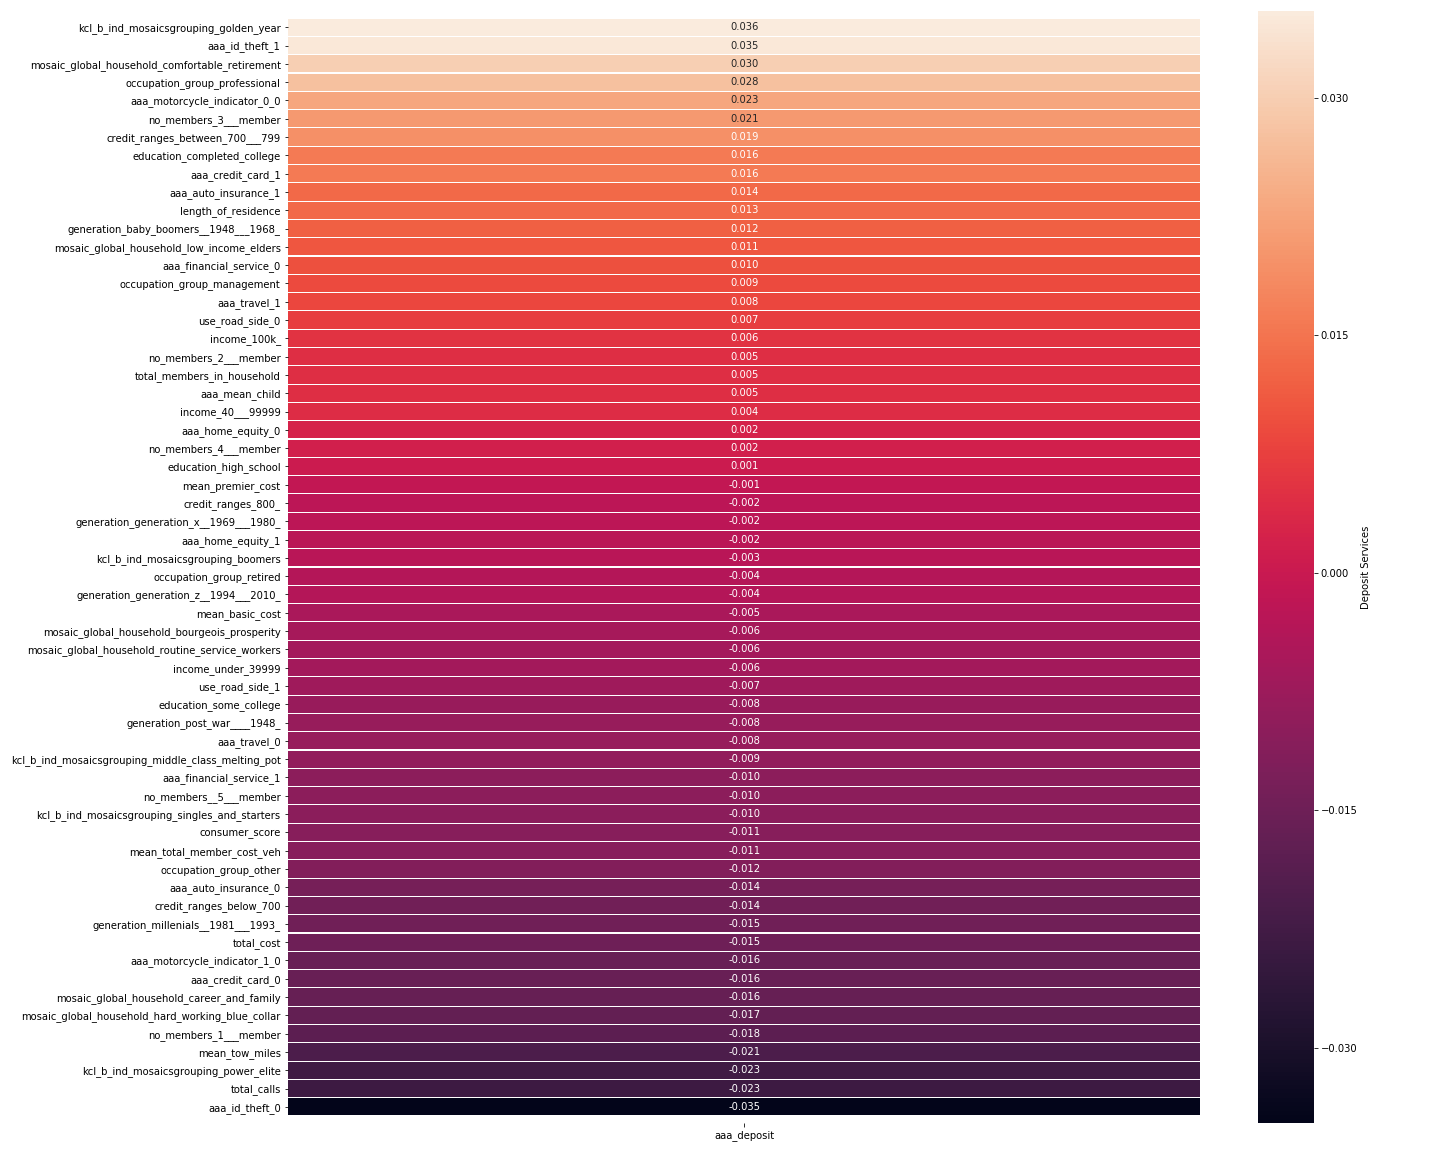 kcl_b_ind_mosaicsgrouping_golden_year 0.036
aaa_id_theft_1 0.035
mosaic_global_household_comfortable_retirement 0.030
occupation_group_professional 0.028
aaa_motorcycle_indicator_0_0 0.023
no_members_3___member 0.021
credit_ranges_between_700___799 0.019
education_completed_college 0.016
aaa_credit_card_1 0.016
aaa_auto_insurance_1 0.014
length_of_residence 0.013
generation_baby_boomers__1948___1968_ 0.012
mosaic_global_household_low_income_elders 0.011
aaa_financial_service_0 0.010
occupation_group_management 0.009
aaa_travel_1 0.008
use_road_side_0 0.007
income_100k_ 0.006
no_members_2___member 0.005
total_members_in_household 0.005
aaa_mean_child 0.005
income_40___99999 0.004
aaa_home_equity_0 0.002
no_members_4___member 0.002
education_high_school 0.001
mean_premier_cost -0.001
credit_ranges_800_ -0.002
generation_generation_x__1969___1980_ -0.002
aaa_home_equity_1 -0.002
kcl_b_ind_mosaicsgrouping_boomers -0.003
occupation_group_retired -0.004
generation_generation_z__1994___2010_ -0.004
mean_basic_cost -0.005
mosaic_global_household_bourgeois_prosperity -0.006
mosaic_global_household_routine_service_workers -0.006
income_under_39999 -0.006
use_road_side_1 -0.007
education_some_college -0.008
generation_post_war____1948_ -0.008
aaa_travel_0 -0.008
kcl_b_ind_mosaicsgrouping_middle_class_melting_pot -0.009
aaa_financial_service_1 -0.010
no_members__5___member -0.010
kcl_b_ind_mosaicsgrouping_singles_and_starters -0.010
consumer_score -0.011
mean_total_member_cost_veh -0.011
occupation_group_other -0.012
aaa_auto_insurance_0 -0.014
credit_ranges_below_700 -0.014
generation_millenials__1981___1993_ -0.015
total_cost -0.015
aaa_motorcycle_indicator_1_0 -0.016
aaa_credit_card_0 -0.016
mosaic_global_household_career_and_family -0.016
mosaic_global_household_hard_working_blue_collar -0.017
no_members_1___member -0.018
mean_tow_miles -0.021
kcl_b_ind_mosaicsgrouping_power_elite -0.023
total_calls -0.023
aaa_id_theft_0 -0.035
aaa_deposit
0.030
0.015
0.000
−0.015
−0.030
Deposit Services